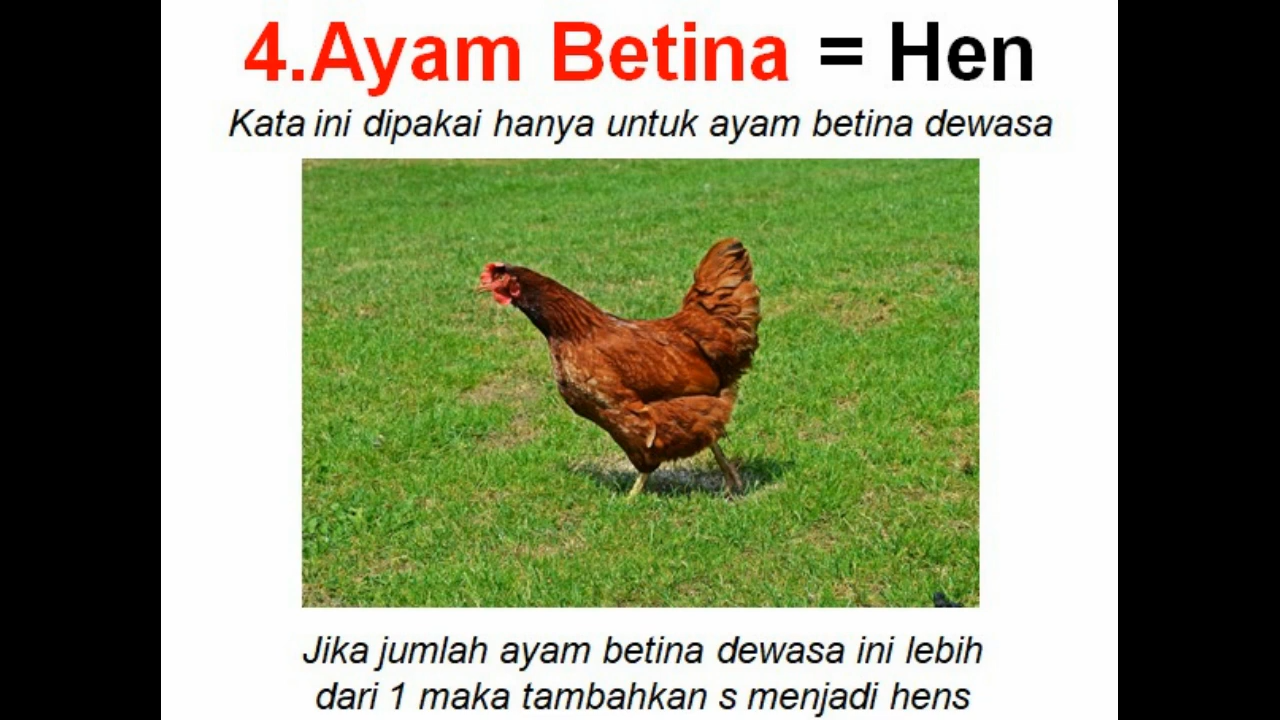 4.Ayam Betina = Hen
Kata ini dipakai hanya untuk ayam betina dewasa
Jika jumlah ayam betina dewasa ini lebih
dari 1 maka tambahkan s menjadi hens